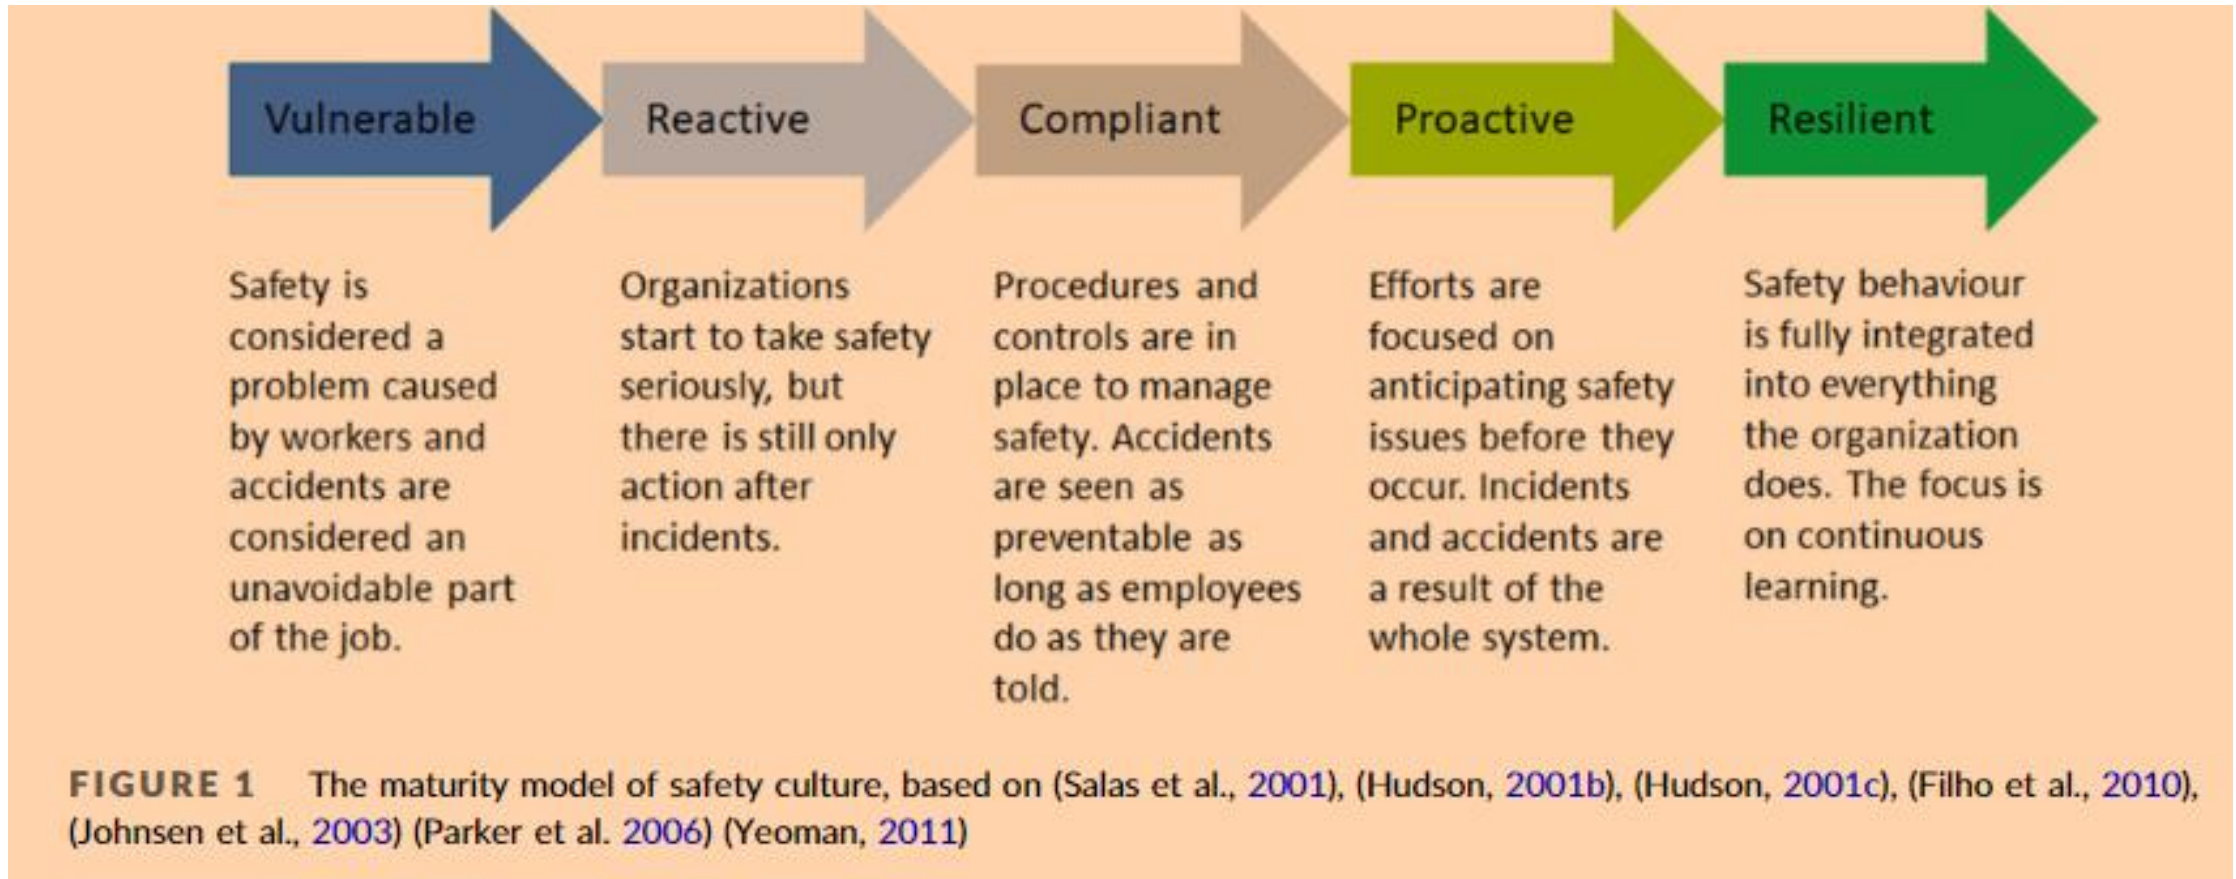 Vulnerable
Reactive
Compliant
Proactive
Resilient
Safety is
considered a
problem caused
by workers and
accidents are
considered an
unavoidable part
of the job.
Organizations
start to take safety
seriously, but
there is still only
action after
incidents.
Procedures and
controls are in
place to manage
safety. Accidents
are seen as
preventable as
long as employees
do as they are
told.
Efforts are
focused on
anticipating safety
issues before they
occur. Incidents
and accidents are
a result of the
whole system.
Safety behaviour
is fully integrated
into everything
the organization
does. The focus is
on continuous
learning.
FIGURE 1 The maturity model of safety culture, based on (Salas et al., 2001), (Hudson, 2001b), (Hudson, 2001c), (Filho et al., 2010),
(Johnsen et al., 2003) (Parker et al. 2006) (Yeoman, 2011)